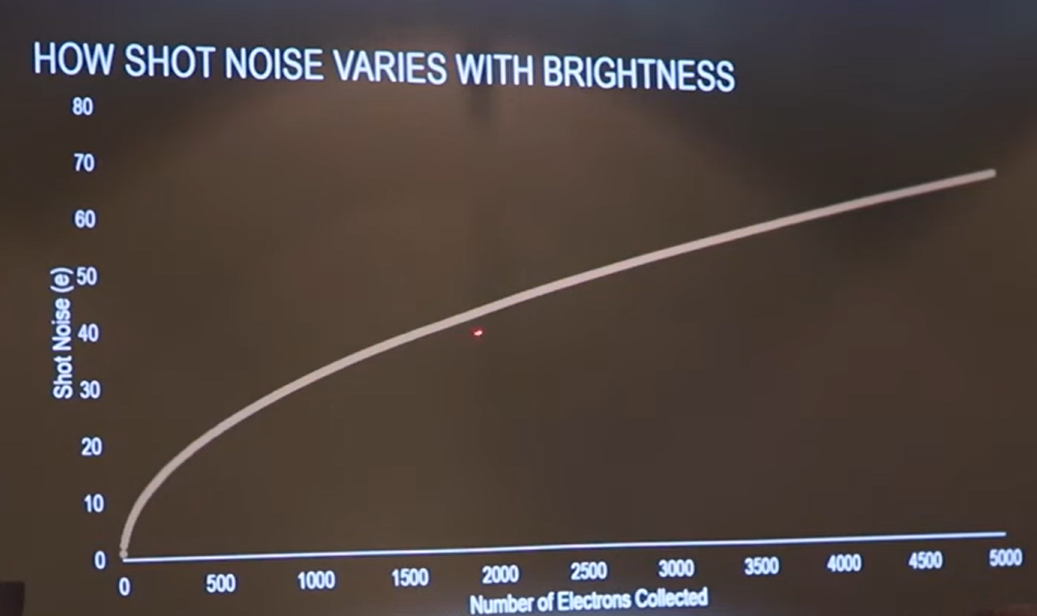 HOW SHOT NOISE VARIES WITH BRIGHTNESS
80
70
60
50
40
30
20
10
0
Shot Noise (e)
0 500 1000 1500 2000 2500 3000 3500 4000 4500 5000
Number of Electrons Collected